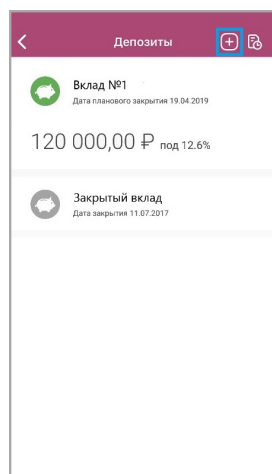 Депозиты
Вклад №1
Дата планового закрытия 19.04.2019
120 000,00 ₽ под 12.6%
Закрытый вклад
Дата закрытия 11.07.2017